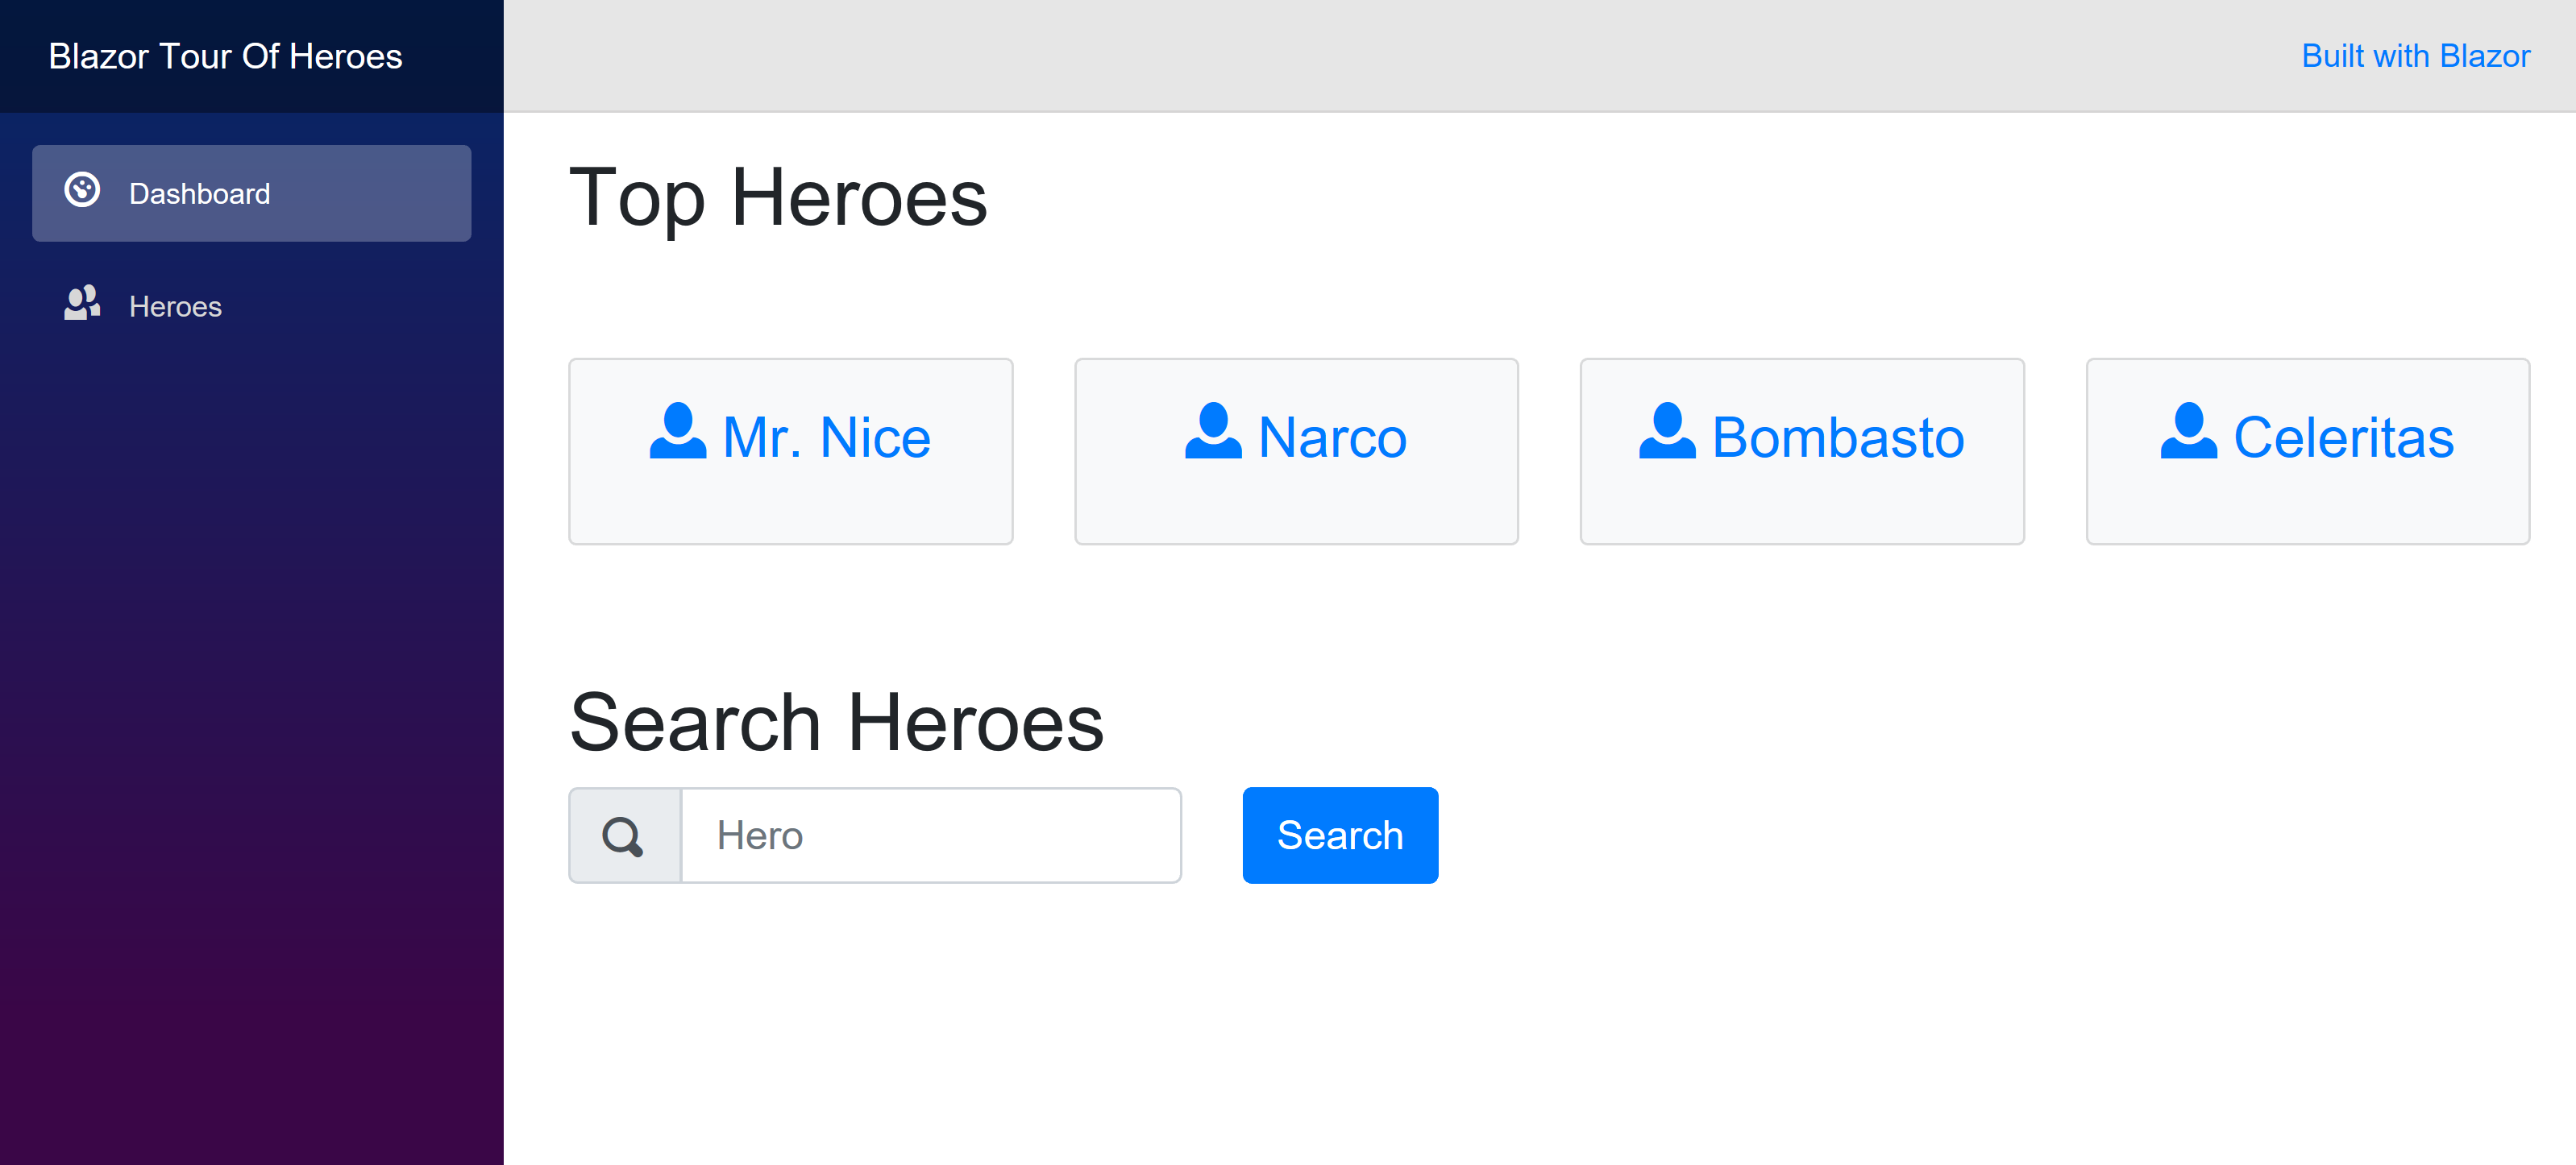 Blazor Tour Of Heroes
Built with Blazor
Dashboard
Heroes
Top Heroes
Mr. Nice
Narco
Bombasto
Celeritas
Search Heroes
Hero
Search